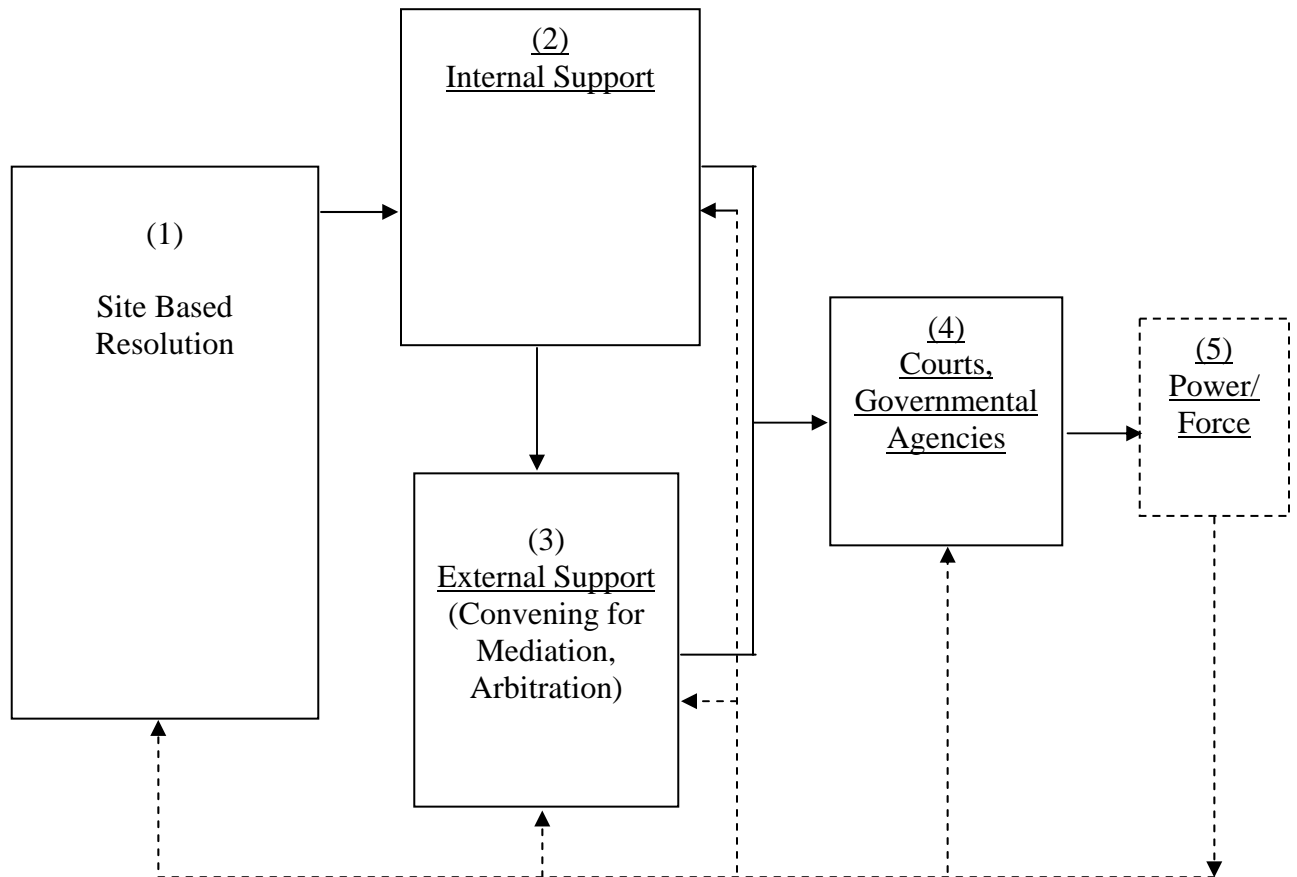 (1)
Site Based
Resolution
(2)
Internal Support
(3)
External Support
(Convening for
Mediation,
Arbitration)
(4)
Courts,
Governmental
Agencies
(5)
Power/
Force